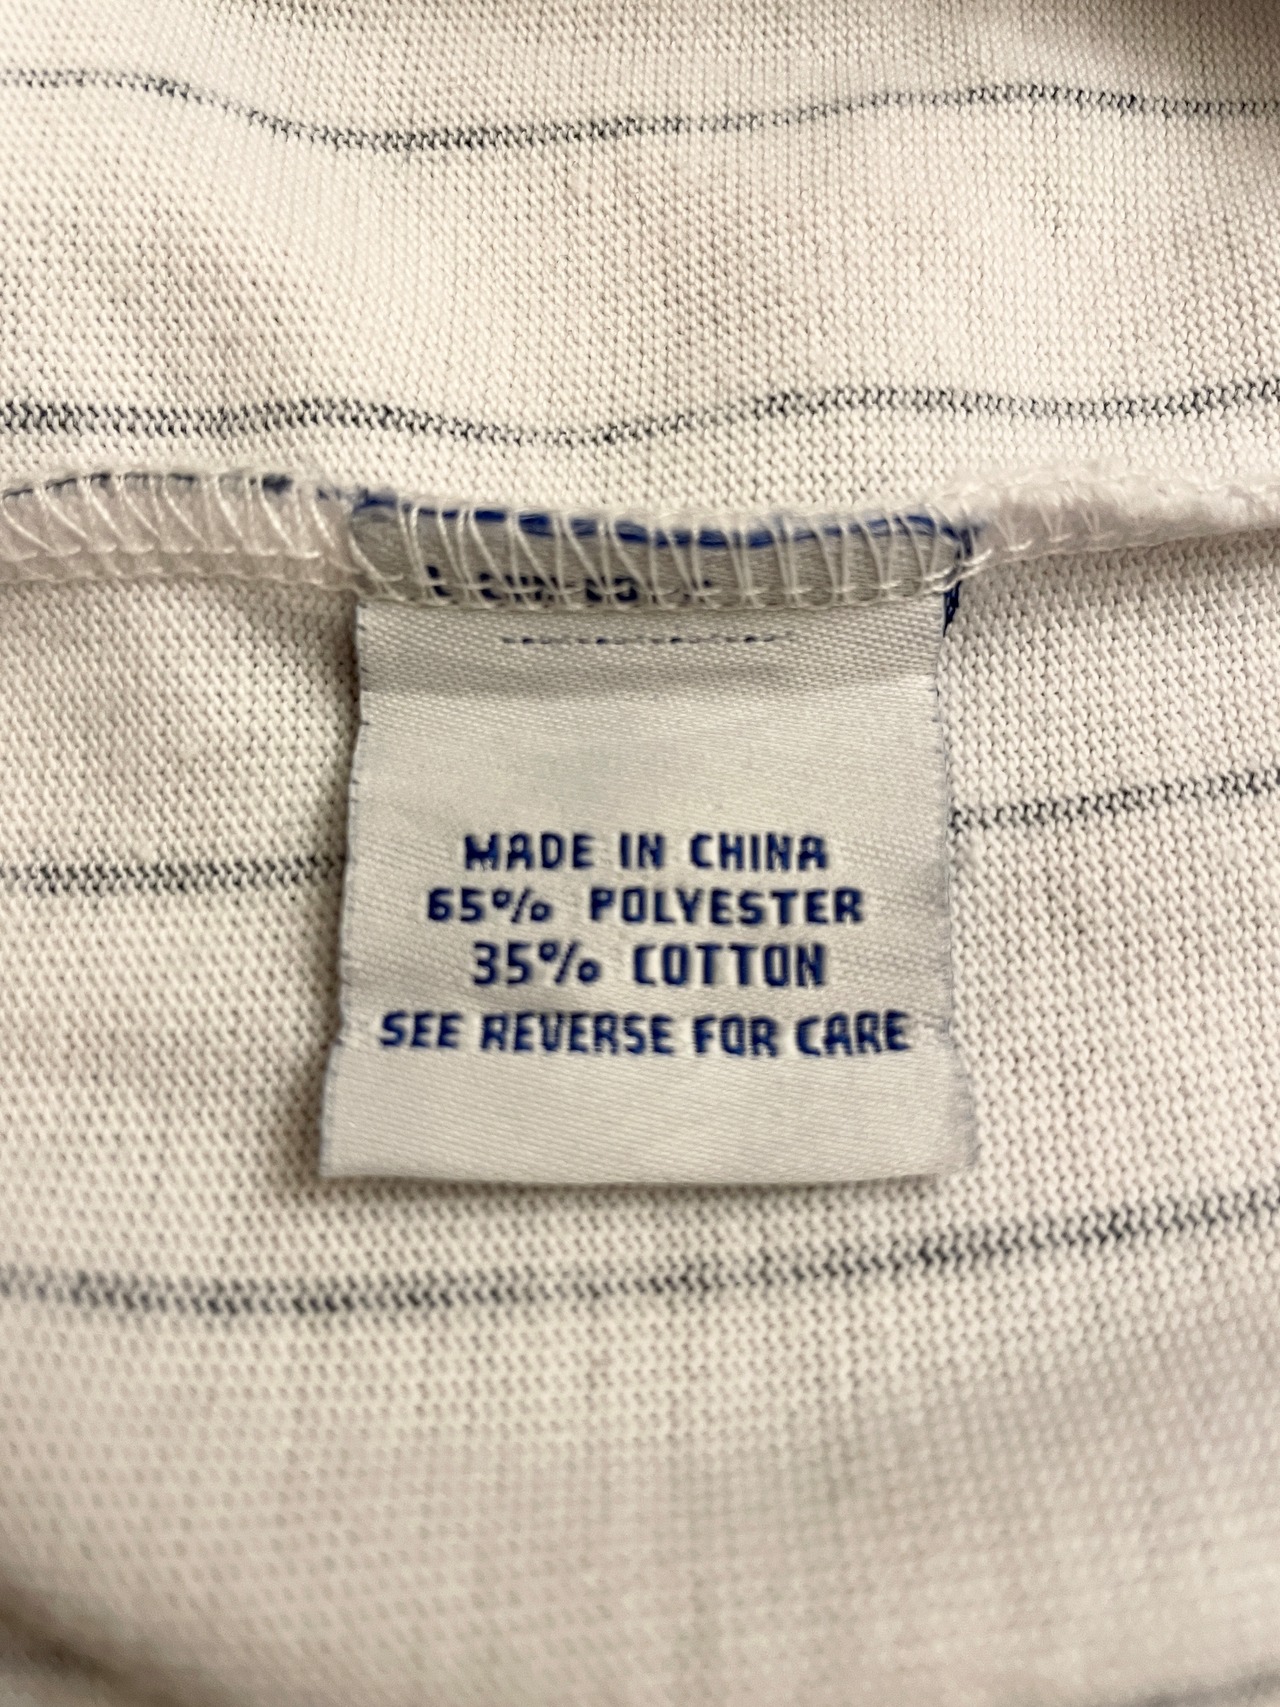 MADE IN CHINA
65% POLYESTER
35% COTTON
SEE REVERSE FOR CARE